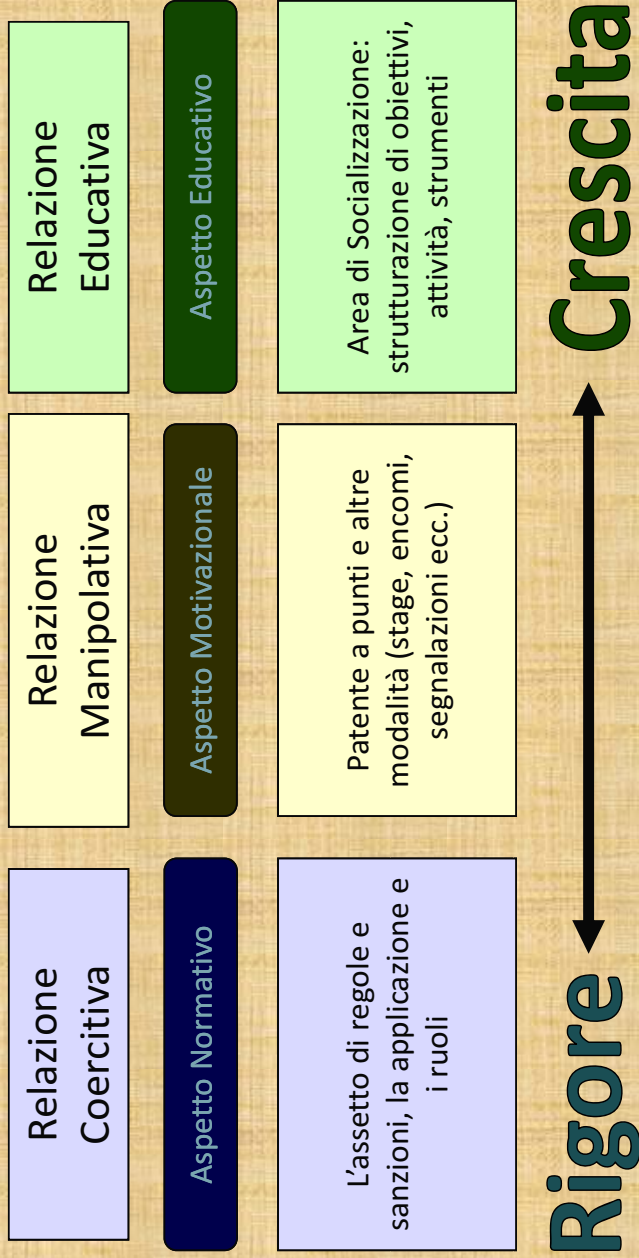 Relazione
Coercitiva
Aspetto Normativo
L’assetto di regole e
sanzioni, la applicazione e
i ruoli
Relazione
Manipolativa
Aspetto Motivazionale
Patente a punti e altre
modalità (stage, encomi,
segnalazioni ecc.)
Relazione
Educativa
Aspetto Educativo
Area di Socializzazione:
strutturazione di obiettivi,
attività, strumenti
Rigore
Crescita